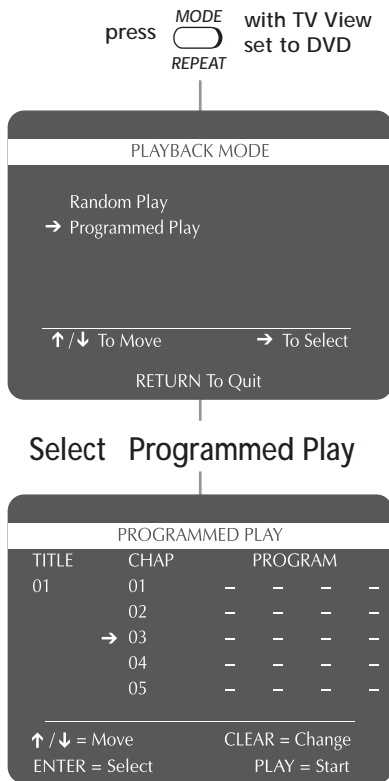 press MODE REPEAT with TV View set to DVD
PLAYBACK MODE
Random Play
➔ Programmed Play
↑/↓ To Move ➔ To Select
RETURN To Quit
Select Programmed Play
PROGRAMMED PLAY
TITLE CHAP PROGRAM
01 01 – – – –
02 – – – –
➔ 03 – – – –
04 – – – –
05 – – – –
↑/↓ = Move CLEAR = Change
ENTER = Select PLAY = Start